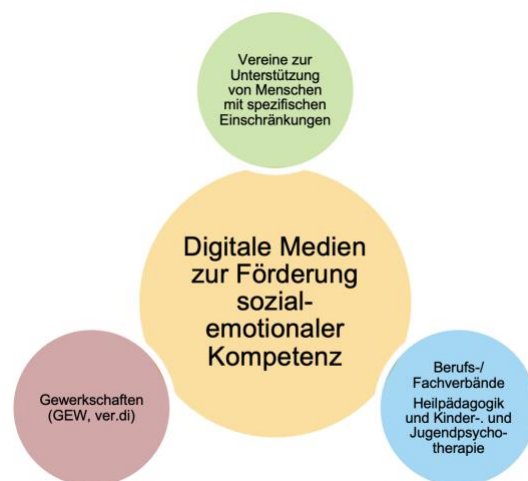 Vereine zur
Unterstützung
von Menschen
mit spezifischen
Einschränkungen
Digitale Medien
zur Förderung
sozial-
emotionaler
Kompetenz
Gewerkschaften
(GEW, ver.di)
Berufs-/
Fachverbände
Heilpädagogik
und Kinder-. und
Jugendpsycho-
therapie